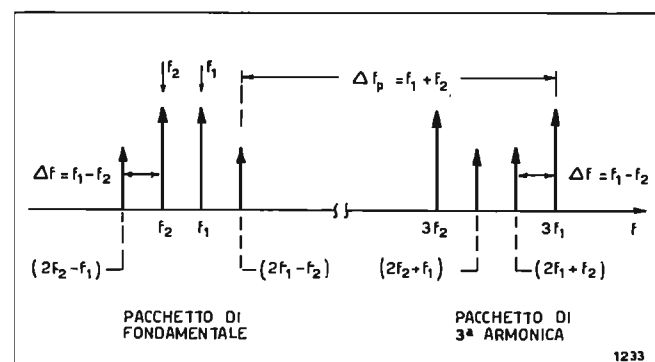 f₂ f₁
Δf_p = f₁ + f₂
Δf = f₁ - f₂
Δf = f₁ - f₂
f₂ f₁ 3f₂ 3f₁ f
(2f₂-f₁) (2f₁-f₂) (2f₂+f₁) (2f₁+f₂)
PACCHETTO DI
FONDAMENTALE
PACCHETTO DI
3ª ARMONICA
1233